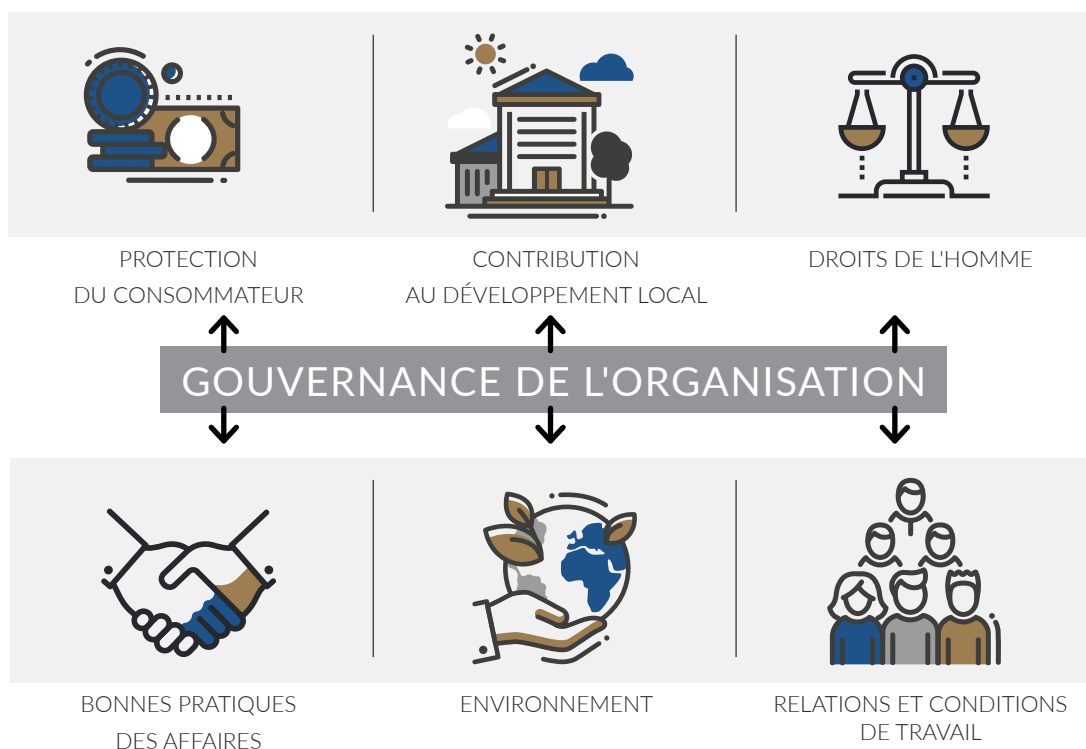 PROTECTION
DU CONSOMMATEUR
CONTRIBUTION
AU DÉVELOPPEMENT LOCAL
DROITS DE L'HOMME
GOUVERNANCE DE L'ORGANISATION
BONNES PRATIQUES
DES AFFAIRES
ENVIRONNEMENT
RELATIONS ET CONDITIONS
DE TRAVAIL